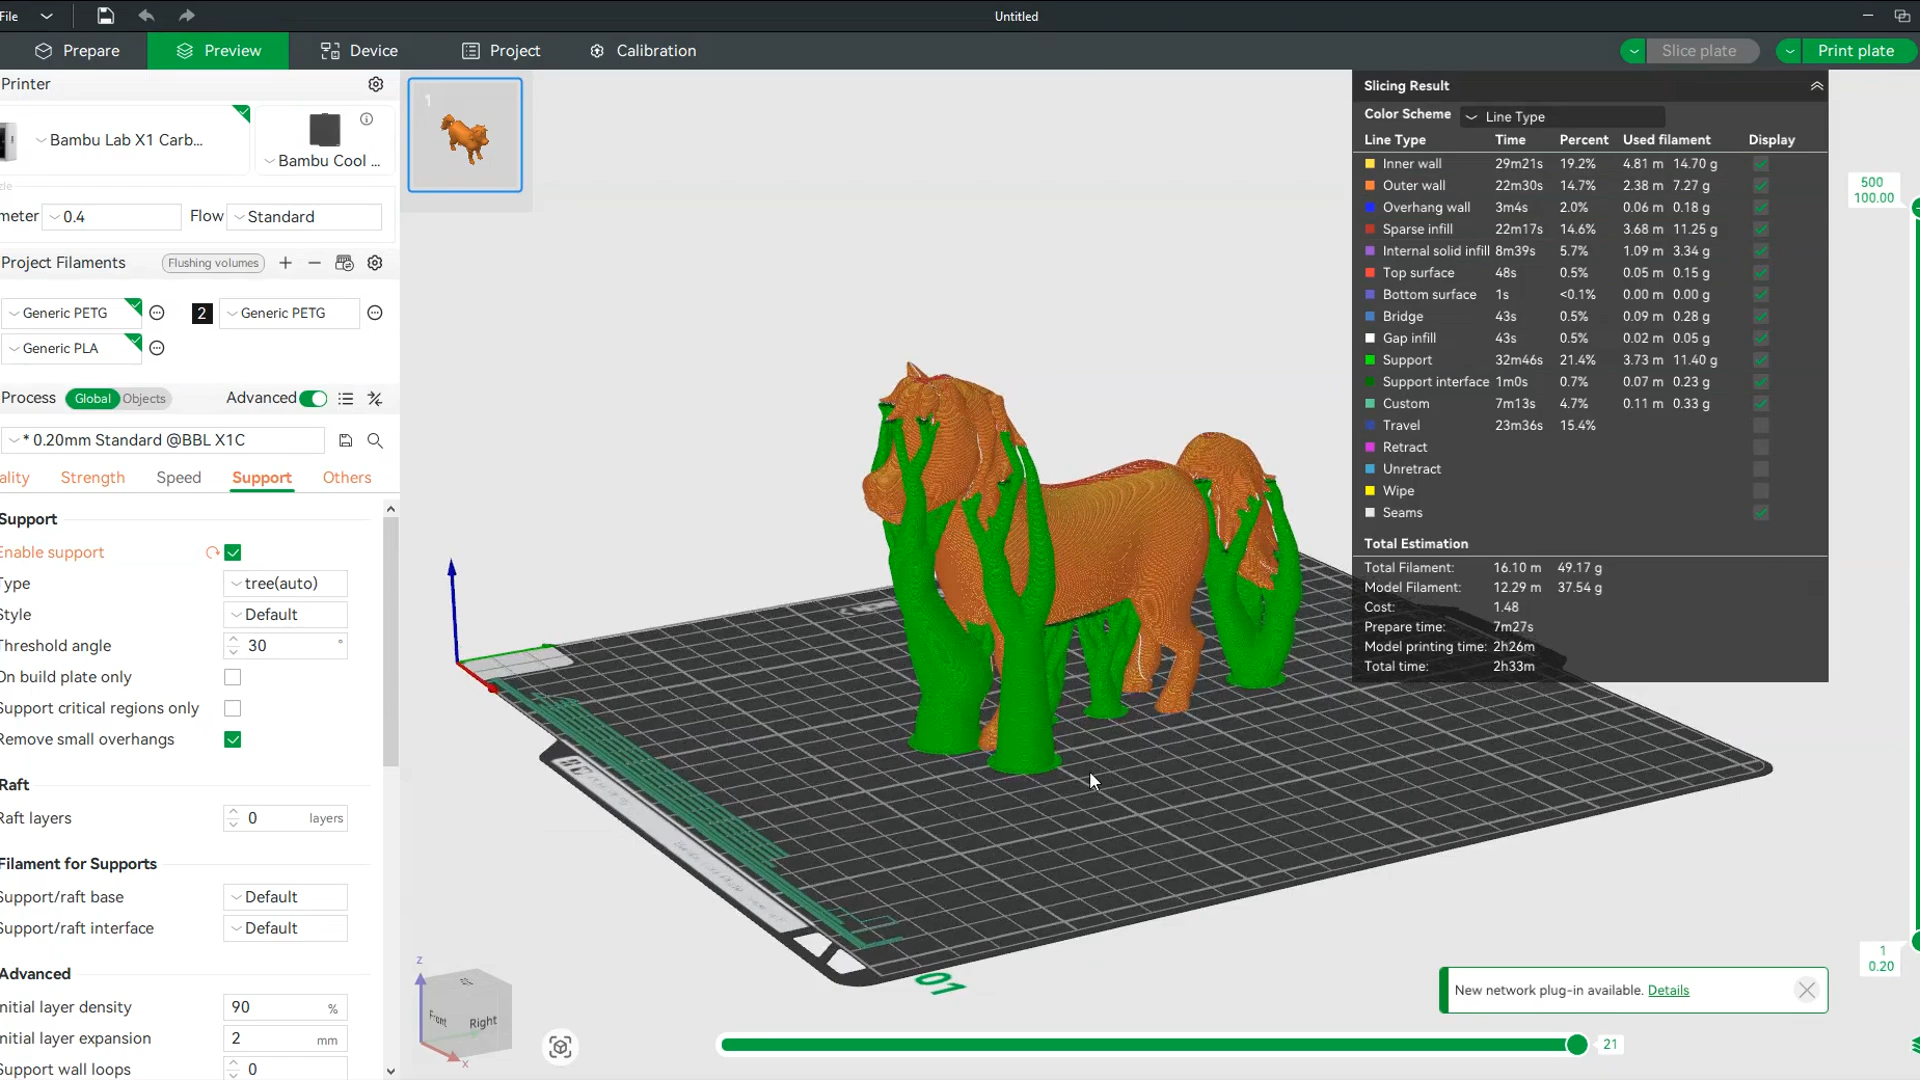 File
Untitled
Prepare
Preview
Device
Project
Calibration
Slice plate
Print plate
Printer
Bambu Lab X1 Carb...
Bambu Cool ...
zle
meter 0.4 Flow Standard
Project Filaments Flushing volumes
Generic PETG 2 Generic PETG
Generic PLA
Process Global Objects Advanced
* 0.20mm Standard @BBL X1C
ality Strength Speed Support Others
Support
Enable support
Type tree(auto)
Style Default
Threshold angle 30 °
On build plate only
Support critical regions only
Remove small overhangs
Raft
Raft layers 0 layers
Filament for Supports
Support/raft base Default
Support/raft interface Default
Advanced
Initial layer density 90 %
Initial layer expansion 2 mm
Support wall loops 0
1
Slicing Result
Color Scheme Line Type
Line Type Time Percent Used filament Display
Inner wall 29m21s 19.2% 4.81 m 14.70 g
Outer wall 22m30s 14.7% 2.38 m 7.27 g
Overhang wall 3m4s 2.0% 0.06 m 0.18 g
Sparse infill 22m17s 14.6% 3.68 m 11.25 g
Internal solid infill 8m39s 5.7% 1.09 m 3.34 g
Top surface 48s 0.5% 0.05 m 0.15 g
Bottom surface 1s <0.1% 0.00 m 0.00 g
Bridge 43s 0.5% 0.09 m 0.28 g
Gap infill 43s 0.5% 0.02 m 0.05 g
Support 32m46s 21.4% 3.73 m 11.40 g
Support interface 1m0s 0.7% 0.07 m 0.23 g
Custom 7m13s 4.7% 0.11 m 0.33 g
Travel 23m36s 15.4%
Retract
Unretract
Wipe
Seams
Total Estimation
Total Filament: 16.10 m 49.17 g
Model Filament: 12.29 m 37.54 g
Cost: 1.48
Prepare time: 7m27s
Model printing time: 2h26m
Total time: 2h33m
500
100.00
1
0.20
01
z
Front
Right
x
New network plug-in available. Details
21